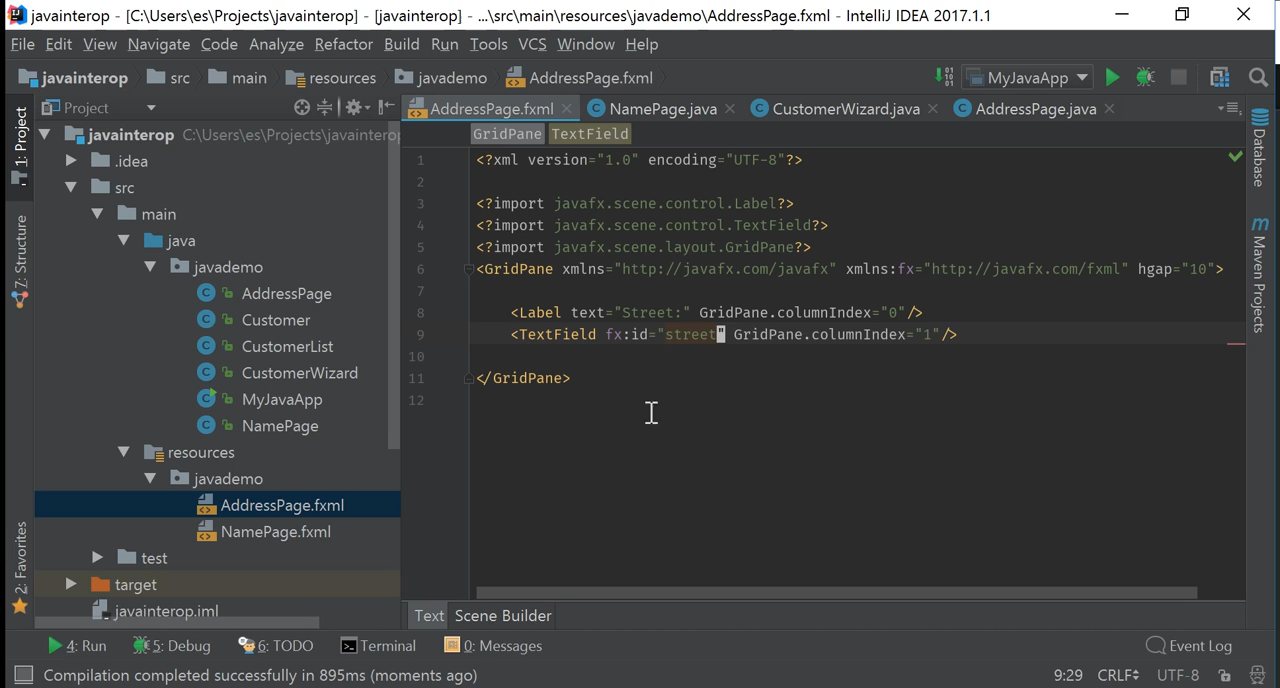 javainterop - [C:\Users\es\Projects\javainterop] - [javainterop] - ...\src\main\resources\javademo\AddressPage.fxml - IntelliJ IDEA 2017.1.1
File Edit View Navigate Code Analyze Refactor Build Run Tools VCS Window Help
javainterop src main resources javademo AddressPage.fxml MyJavaApp
Project AddressPage.fxml NamePage.java CustomerWizard.java AddressPage.java
1: Project
Z: Structure
2: Favorites
javainterop C:\Users\es\Projects\javaintero
.idea
src
main
java
javademo
AddressPage
Customer
CustomerList
CustomerWizard
MyJavaApp
NamePage
resources
javademo
AddressPage.fxml
NamePage.fxml
test
target
javainterop.iml
GridPane TextField
1 <?xml version="1.0" encoding="UTF-8"?>
2
3 <?import javafx.scene.control.Label?>
4 <?import javafx.scene.control.TextField?>
5 <?import javafx.scene.layout.GridPane?>
6 <GridPane xmlns="http://javafx.com/javafx" xmlns:fx="http://javafx.com/fxml" hgap="10">
7
8 <Label text="Street:" GridPane.columnIndex="0"/>
9 <TextField fx:id="street" GridPane.columnIndex="1"/>
10
11 </GridPane>
12
Database
m Maven Projects
Text Scene Builder
4: Run 5: Debug 6: TODO Terminal 0: Messages Event Log
Compilation completed successfully in 895ms (moments ago) 9:29 CRLF UTF-8